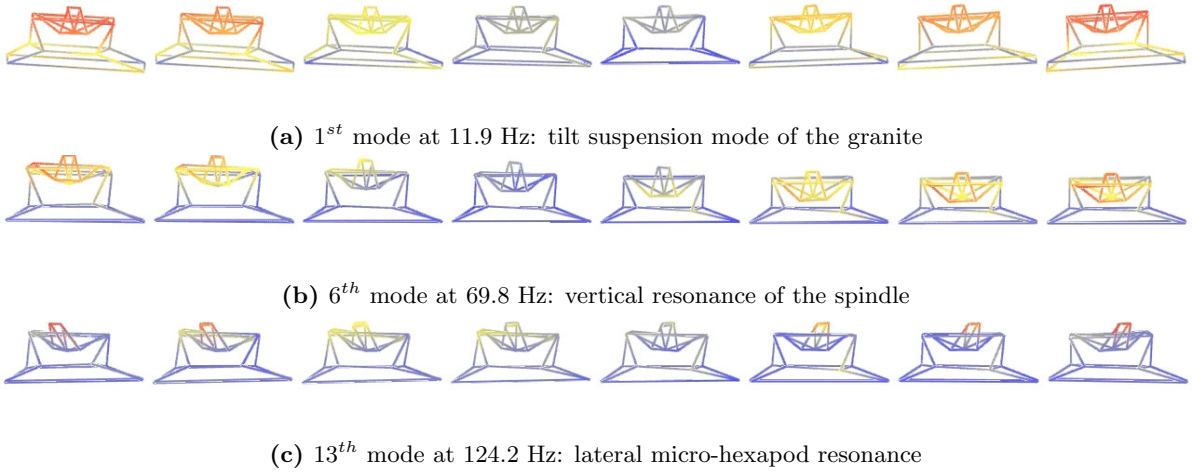 (a) 1st mode at 11.9 Hz: tilt suspension mode of the granite
(b) 6th mode at 69.8 Hz: vertical resonance of the spindle
(c) 13th mode at 124.2 Hz: lateral micro-hexapod resonance